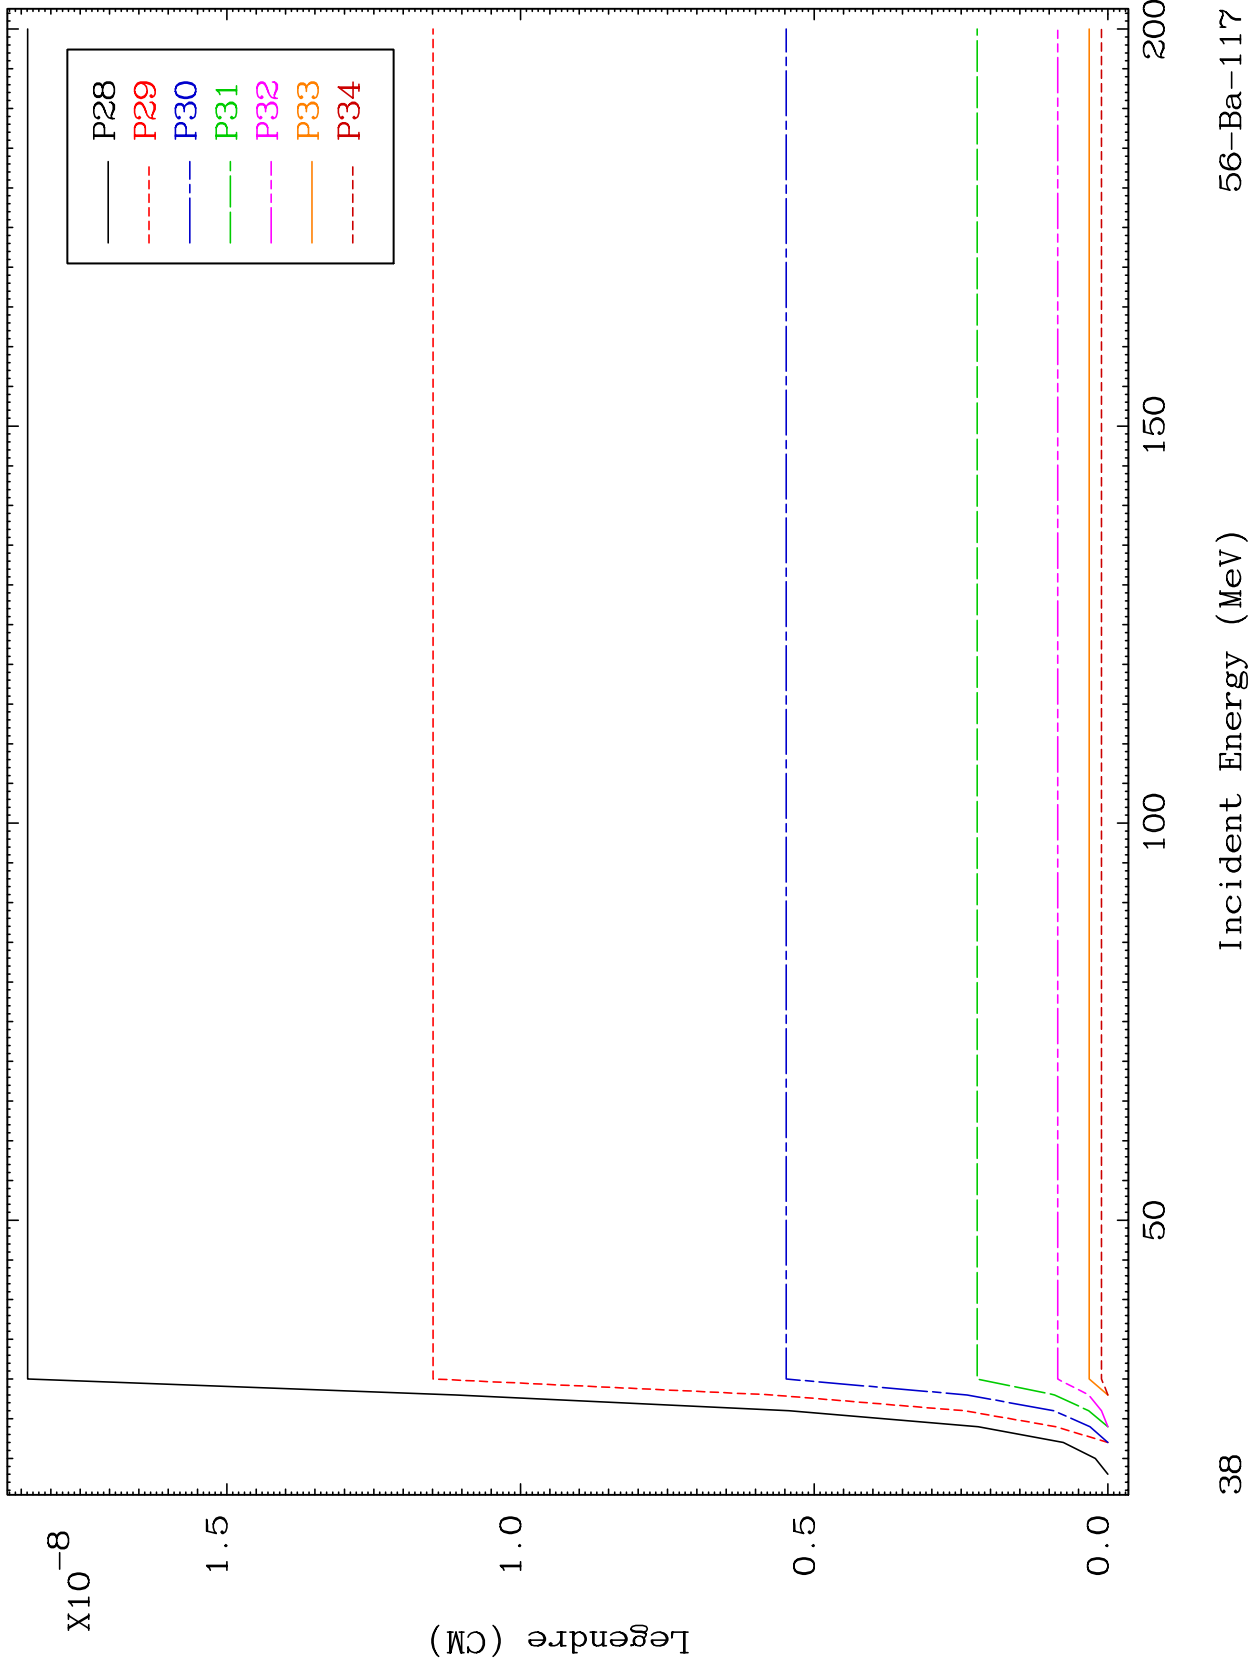 X10-8
1.5
1.0
0.5
0.0
Legendre (CM)
P28
P29
P30
P31
P32
P33
P34
50
100
150
200
Incident Energy (MeV)
38
56-Ba-117